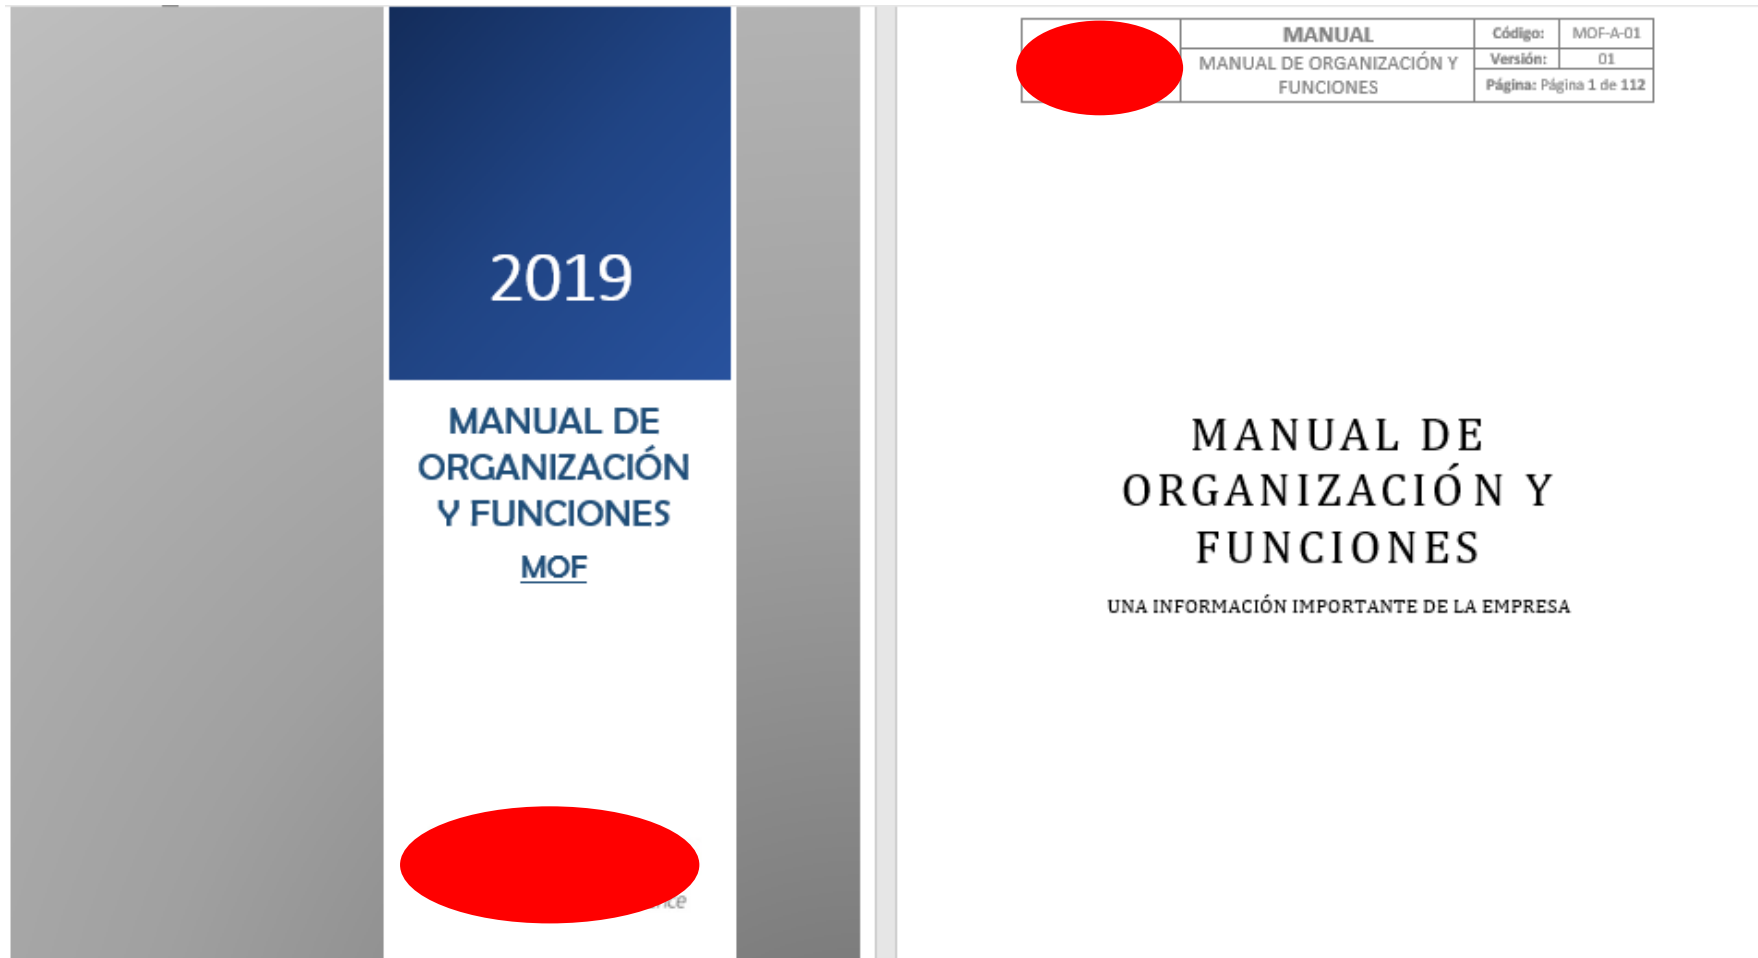 2019
MANUAL DE
ORGANIZACIÓN
Y FUNCIONES
MOF
MANUAL
MANUAL DE ORGANIZACIÓN Y
FUNCIONES
Código: MOF-A-01
Versión: 01
Página: Página 1 de 112
MANUAL DE
ORGANIZACIÓN Y
FUNCIONES
UNA INFORMACIÓN IMPORTANTE DE LA EMPRESA